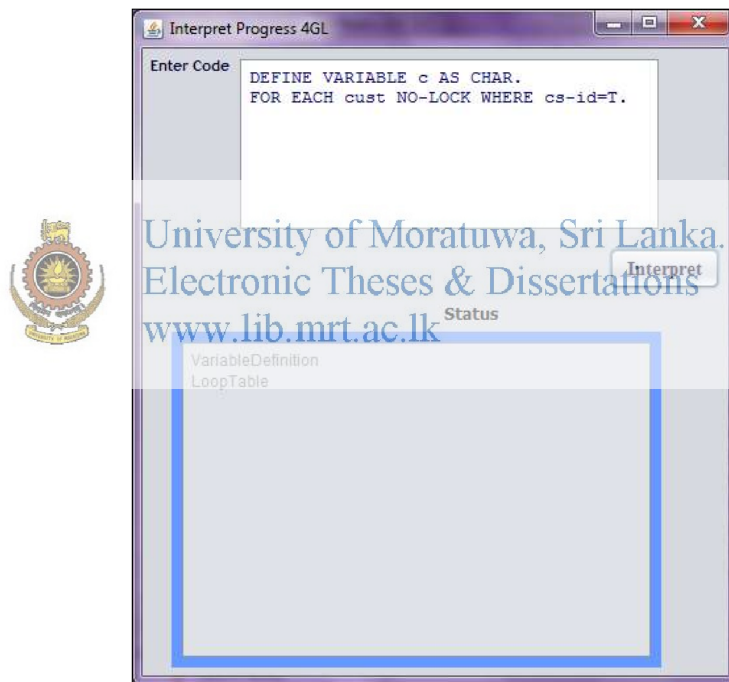 Interpret Progress 4GL
Enter Code
DEFINE VARIABLE c AS CHAR.
FOR EACH cust NO-LOCK WHERE cs-id=T.
University of Moratuwa, Sri Lanka.
Electronic Theses & Dissertations
www.lib.mrt.ac.lk
Interpret
Status
VariableDefinition
LoopTable